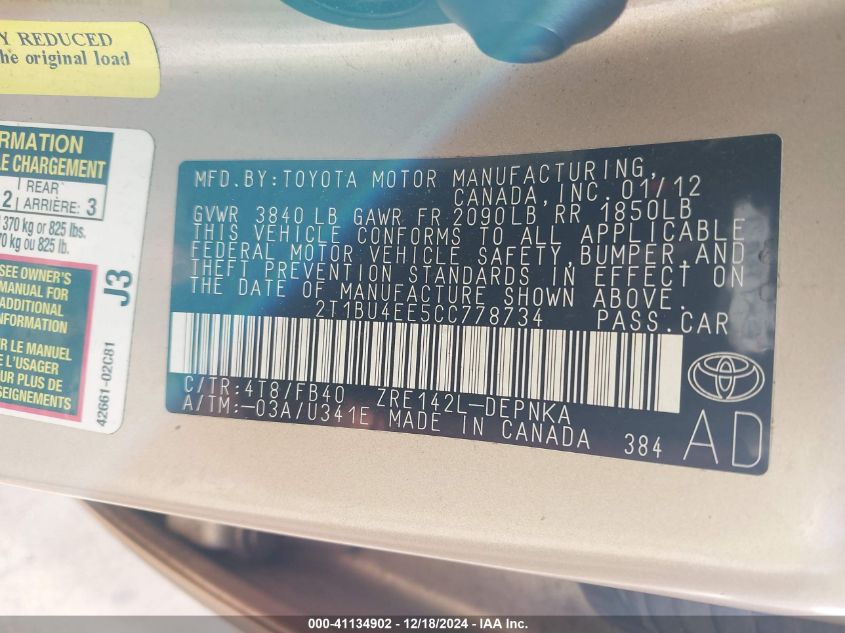 Y REDUCED
he original load
RMATION
LE CHARGEMENT
2 REAR 3
ARRIÈRE:
370 kg or 825 lbs.
70 kg ou 825 lb.
SEE OWNER'S
MANUAL FOR
ADDITIONAL
INFORMATION
R LE MANUEL
L'USAGER
UR PLUS DE
SEIGNEMENTS
J3
42661-02C81
MFD.BY:TOYOTA MOTOR MANUFACTURING,
CANADA,INC. 01/12
GVWR 3840 LB GAWR FR 2090LB RR 1850LB
THIS VEHICLE CONFORMS TO ALL APPLICABLE
FEDERAL MOTOR VEHICLE SAFETY,BUMPER,AND
THEFT PREVENTION STANDARDS IN EFFECT ON
THE DATE OF MANUFACTURE SHOWN ABOVE.
2T1BU4EE5CC778734 PASS.CAR
C/TR:4T8/FB40 ZRE142L-DEPNKA
A/TM:-03A/U341E MADE IN CANADA 384
AD
000-41134902 - 12/18/2024 - IAA Inc.